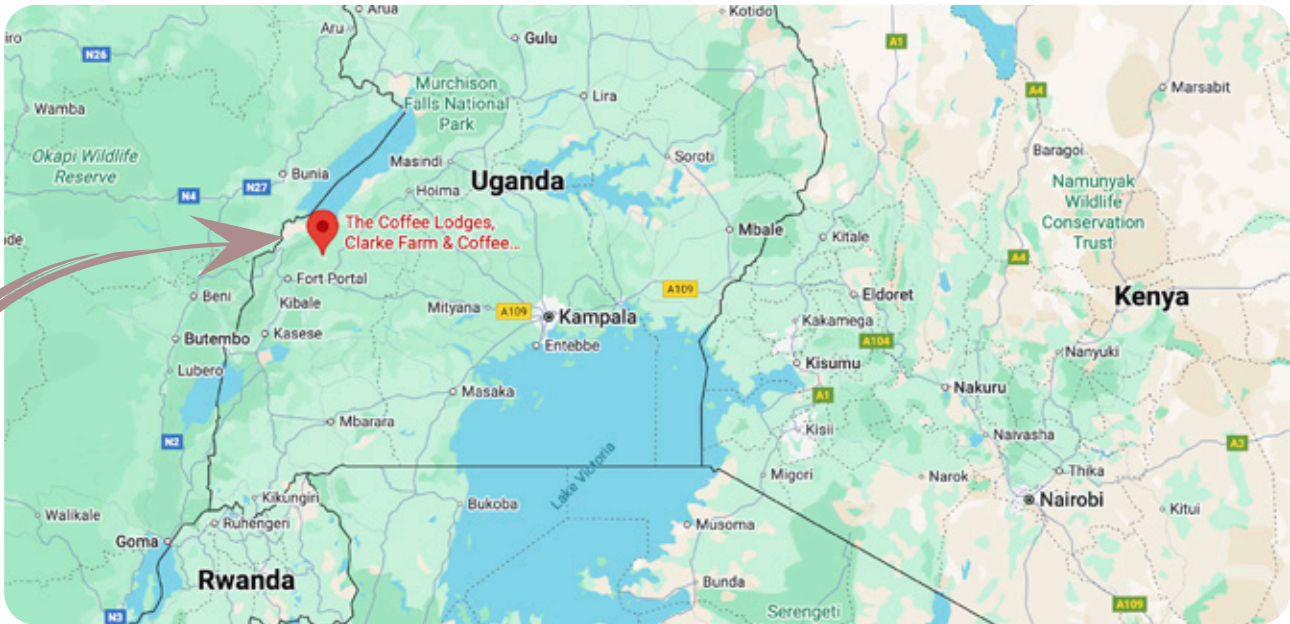 Arua
Kotido
iro
Aru
Gulu
A1
N26
Murchison
Falls National
Park
Lira
A4
Marsabit
Wamba
Okapi Wildlife
Reserve
Masindi
Soroti
Baragoi
Bunia
Uganda
N27
N4
Hoima
Namunyak
Wildlife
Conservation
Trust
The Coffee Lodges,
Clarke Farm & Coffee...
Mbale
Kitale
de
A4
Fort Portal
Beni
Kibale
Mityana
A109
A109
Eldoret
Kenya
Kampala
Kakamega
Butembo
Kasese
Entebbe
A104
Nanyuki
Lubero
Kisumu
Masaka
Nakuru
A1
Mbarara
Kisii
Naivasha
N2
A3
Lake Victoria
Migori
Narok
Thika
Kikungiri
Bukoba
Nairobi
Walikale
Ruhengeri
Musoma
Kitui
Goma
Rwanda
Bunda
Serengeti
A109
N3